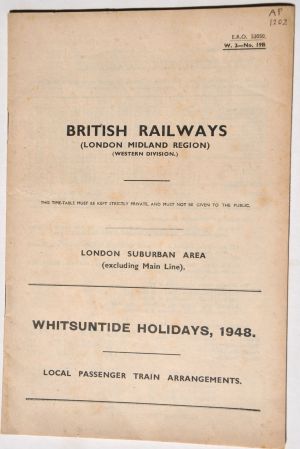 AP
1202
E.R.O. 53050.
W. 3—No. 19B
BRITISH RAILWAYS
(LONDON MIDLAND REGION)
(WESTERN DIVISION.)
THIS TIME-TABLE MUST BE KEPT STRICTLY PRIVATE, AND MUST NOT BE GIVEN TO THE PUBLIC.
LONDON SUBURBAN AREA
(excluding Main Line).
WHITSUNTIDE HOLIDAYS, 1948.
LOCAL PASSENGER TRAIN ARRANGEMENTS.